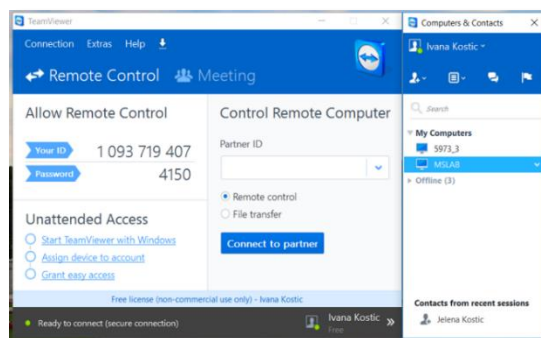 TeamViewer
Connection Extras Help
Remote Control Meeting
Allow Remote Control
Your ID 1 093 719 407
Password 4150
Unattended Access
Start TeamViewer with Windows
Assign device to account
Grant easy access
Control Remote Computer
Partner ID
Remote control
File transfer
Connect to partner
Free license (non-commercial use only) - Ivana Kostic
Ready to connect (secure connection)
Ivana Kostic
Free
Computers & Contacts
Ivana Kostic
Search
My Computers
5973_3
MSLAB
Offline (3)
Contacts from recent sessions
Jelena Kostic